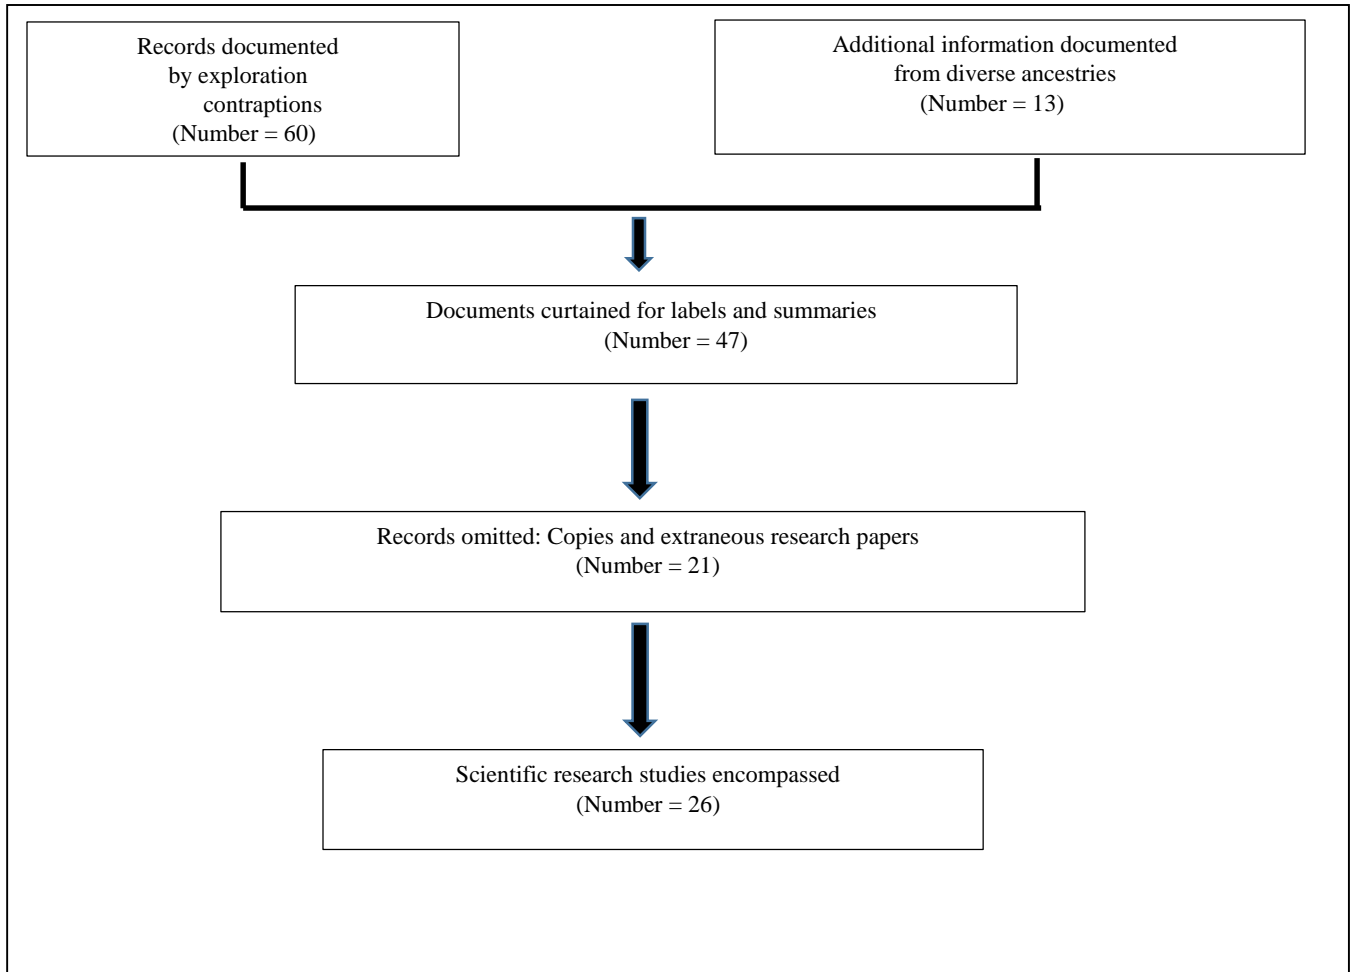 Records documented
by exploration
contraptions
(Number = 60)
Additional information documented
from diverse ancestries
(Number = 13)
Documents curtained for labels and summaries
(Number = 47)
Records omitted: Copies and extraneous research papers
(Number = 21)
Scientific research studies encompassed
(Number = 26)